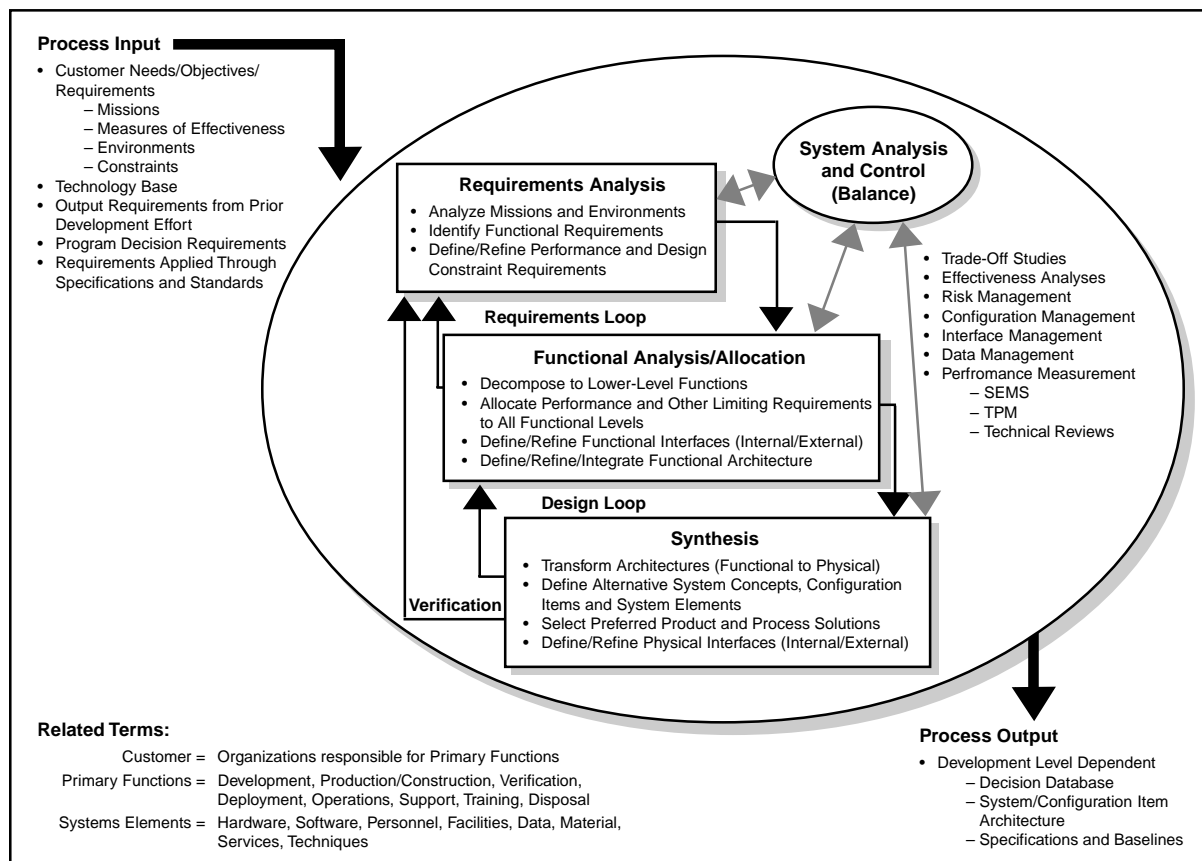 Process Input
• Customer Needs/Objectives/
Requirements
– Missions
– Measures of Effectiveness
– Environments
– Constraints
• Technology Base
• Output Requirements from Prior
Development Effort
• Program Decision Requirements
• Requirements Applied Through
Specifications and Standards
System Analysis
and Control
(Balance)
Requirements Analysis
• Analyze Missions and Environments
• Identify Functional Requirements
• Define/Refine Performance and Design
Constraint Requirements
• Trade-Off Studies
• Effectiveness Analyses
• Risk Management
• Configuration Management
• Interface Management
• Data Management
• Perfromance Measurement
– SEMS
– TPM
– Technical Reviews
Requirements Loop
Functional Analysis/Allocation
• Decompose to Lower-Level Functions
• Allocate Performance and Other Limiting Requirements
to All Functional Levels
• Define/Refine Functional Interfaces (Internal/External)
• Define/Refine/Integrate Functional Architecture
Design Loop
Synthesis
• Transform Architectures (Functional to Physical)
• Define Alternative System Concepts, Configuration
Items and System Elements
• Select Preferred Product and Process Solutions
• Define/Refine Physical Interfaces (Internal/External)
Verification
Related Terms:
Customer = Organizations responsible for Primary Functions
Primary Functions = Development, Production/Construction, Verification,
Deployment, Operations, Support, Training, Disposal
Systems Elements = Hardware, Software, Personnel, Facilities, Data, Material,
Services, Techniques
Process Output
• Development Level Dependent
– Decision Database
– System/Configuration Item
Architecture
– Specifications and Baselines